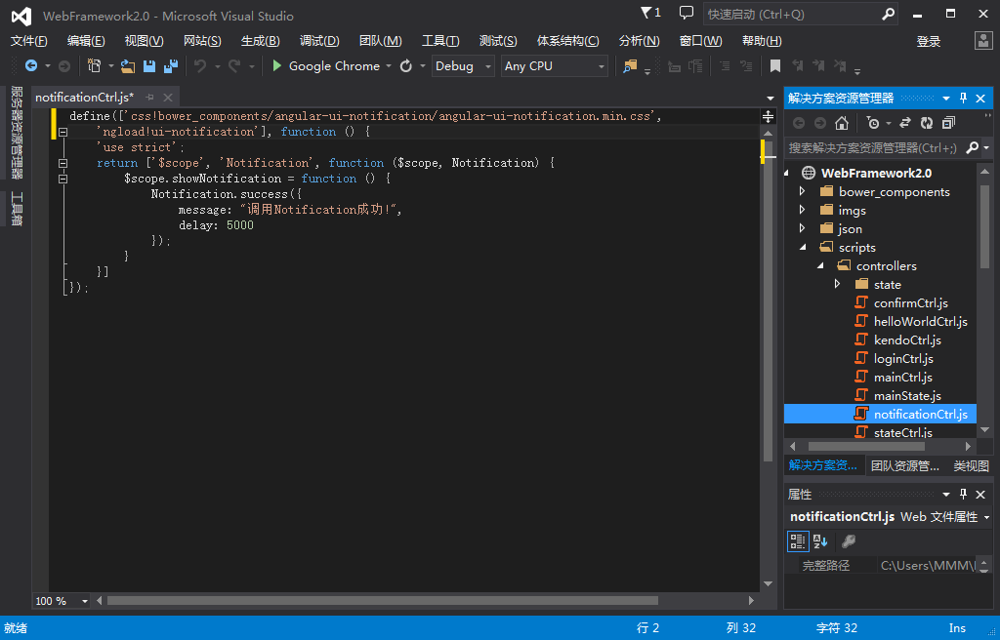 WebFramework2.0 - Microsoft Visual Studio
1
快速启动 (Ctrl+Q)
文件(F) 编辑(E) 视图(V) 网站(S) 生成(B) 调试(D) 团队(M) 工具(T) 测试(S) 体系结构(C) 分析(N) 窗口(W) 帮助(H) 登录
Google Chrome Debug Any CPU
服务器资源管理器
工具箱
notificationCtrl.js*
define(['css!bower_components/angular-ui-notification/angular-ui-notification.min.css',
'ngload!ui-notification'], function () {
'use strict';
return ['$scope', 'Notification', function ($scope, Notification) {
$scope.showNotification = function () {
Notification.success({
message: "调用Notification成功!",
delay: 5000
});
}
}]
});
100 %
解决方案资源管理器
搜索解决方案资源管理器(Ctrl+;)
WebFramework2.0
bower_components
imgs
json
scripts
controllers
state
confirmCtrl.js
helloWorldCtrl.js
kendoCtrl.js
loginCtrl.js
mainCtrl.js
mainState.js
notificationCtrl.js
stateCtrl.js
解决方案资... 团队资源管... 类视图
属性
notificationCtrl.js Web 文件属性
完整路径 C:\Users\MMM\
就绪 行 2 列 32 字符 32 Ins